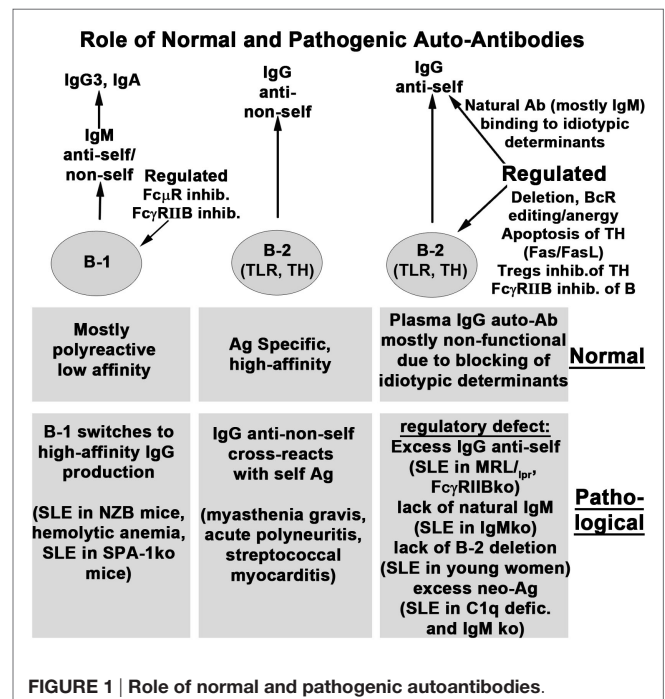 Role of Normal and Pathogenic Auto-Antibodies
IgG3, IgA
IgM
anti-self/
non-self
Regulated
FcμR inhib.
FcγRIIB inhib.
B-1
IgG
anti-
non-self
B-2
(TLR, TH)
IgG
anti-self
Natural Ab (mostly IgM)
binding to idiotypic
determinants
Regulated
Deletion, BcR
editing/anergy
Apoptosis of TH
(Fas/FasL)
Tregs inhib.of TH
FcγRIIB inhib. of B
B-2
(TLR, TH)
Mostly
polyreactive
low affinity
Ag Specific,
high-affinity
Plasma IgG auto-Ab
mostly non-functional
due to blocking of
idiotypic determinants
Normal
B-1 switches to
high-affinity IgG
production
(SLE in NZB mice,
hemolytic anemia,
SLE in SPA-1ko
mice)
IgG anti-non-self
cross-reacts
with self Ag
(myasthenia gravis,
acute polyneuritis,
streptococcal
myocarditis)
regulatory defect:
Excess IgG anti-self
(SLE in MRL/lpr,
FcγRIIBko)
lack of natural IgM
(SLE in IgMko)
lack of B-2 deletion
(SLE in young women)
excess neo-Ag
(SLE in C1q defic.
and IgM ko)
Patho-
logical
FIGURE 1 | Role of normal and pathogenic autoantibodies.